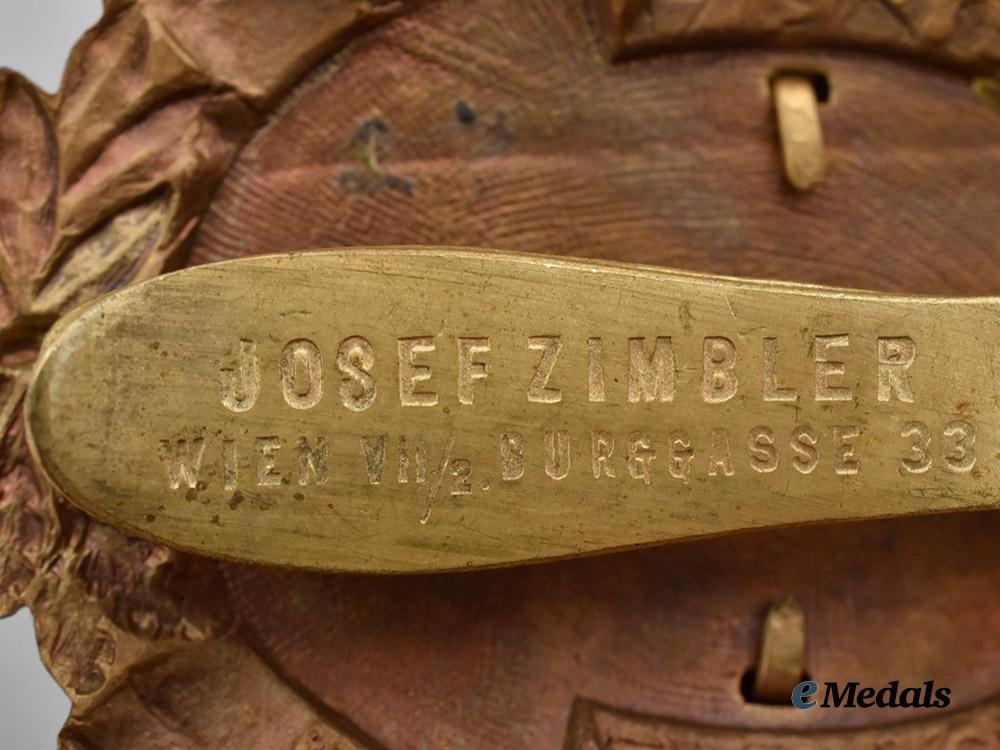 JOSEF ZIMBLER
WIEN VII/2. BURGGASSE 33
eMedals